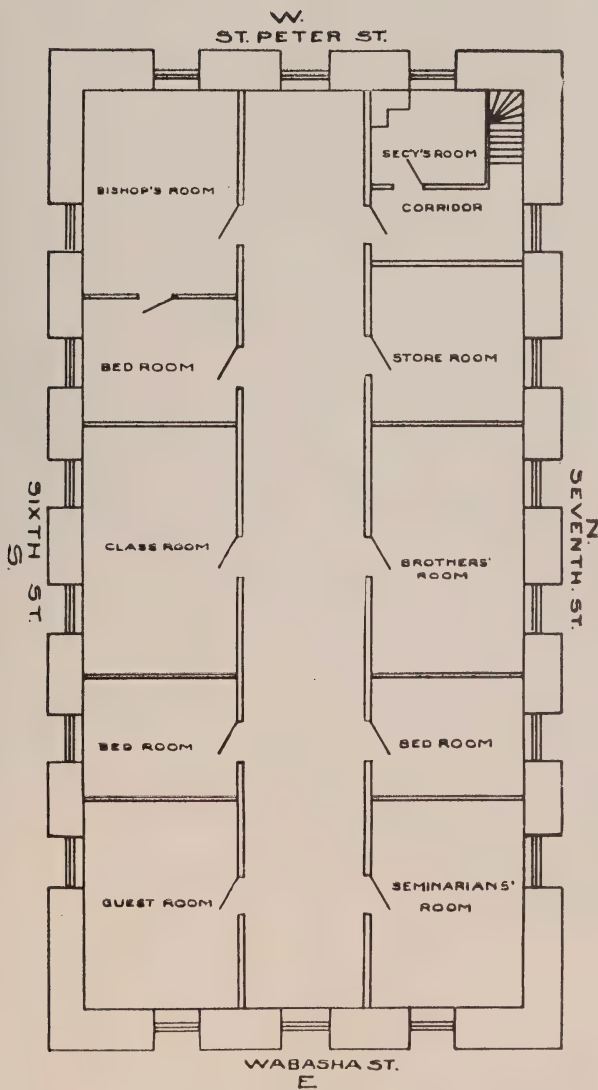 W.
ST. PETER ST.
SECY'S ROOM
BISHOP'S ROOM
CORRIDOR
BED ROOM
STORE ROOM
SIXTH ST.
S.
N.
SEVENTH. ST.
CLASS ROOM
BROTHERS'
ROOM
BED ROOM
BED ROOM
GUEST ROOM
SEMINARIANS'
ROOM
WABASHA ST.
E